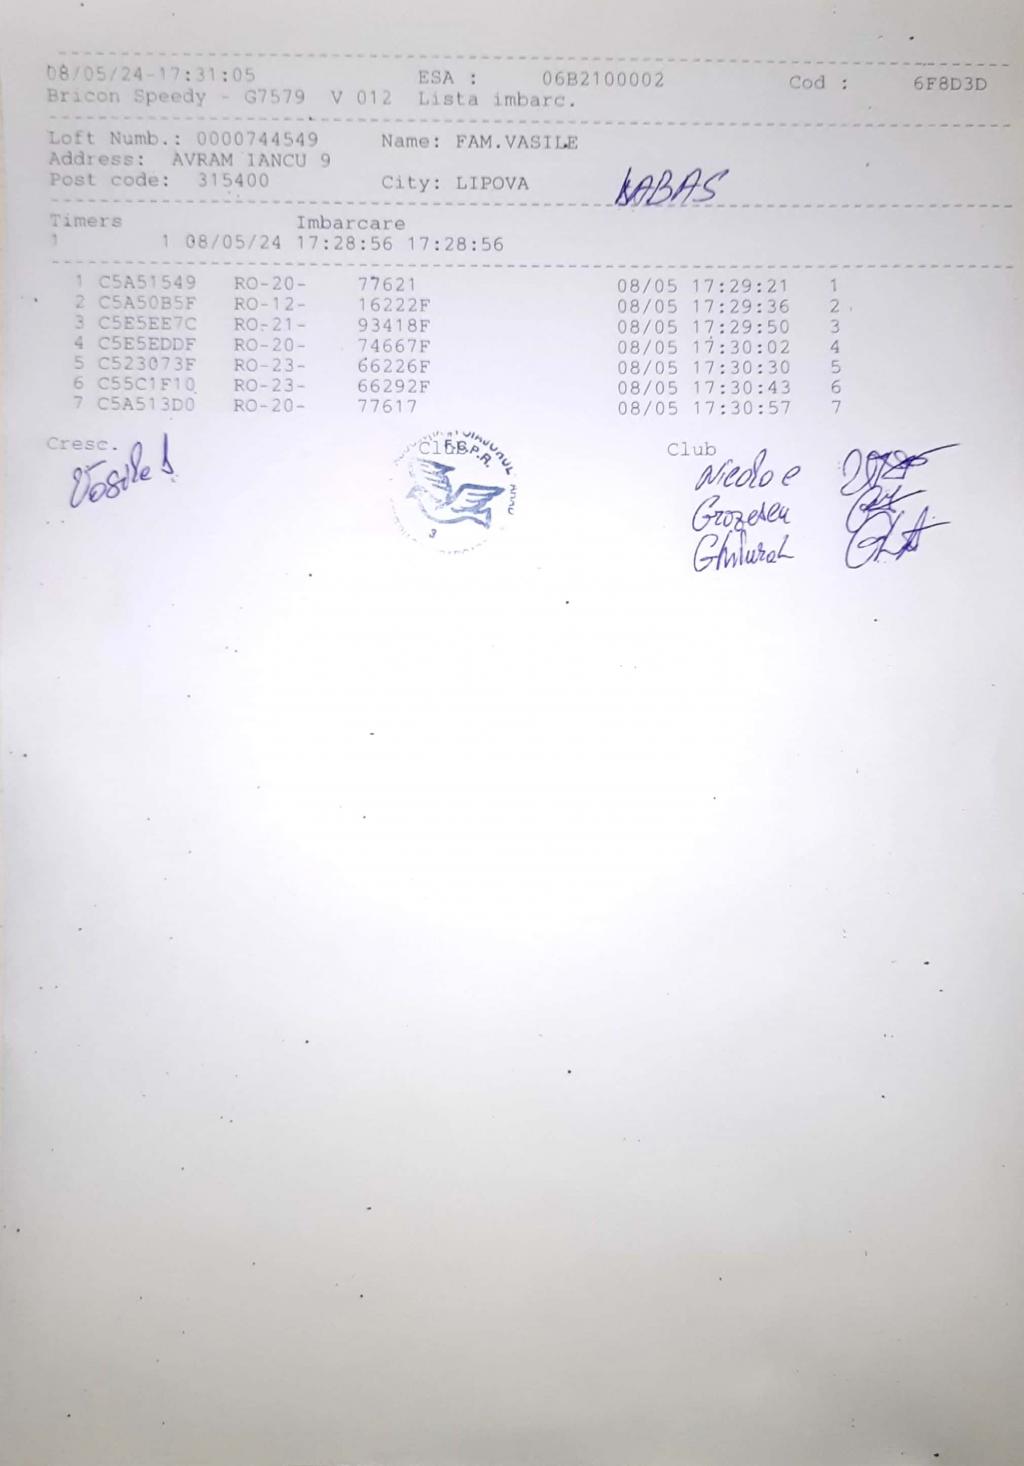 08/05/24-17:31:05 ESA : 06B2100002 Cod : 6F8D3D
Bricon Speedy - G7579 V 012 Lista imbarc.
Loft Numb.: 0000744549 Name: FAM.VASILE
Address: AVRAM IANCU 9
Post code: 315400 City: LIPOVA NABAS
Timers Imbarcare
1 1 08/05/24 17:28:56 17:28:56
1 C5A51549 RO-20- 77621 08/05 17:29:21 1
2 C5A50B5F RO-12- 16222F 08/05 17:29:36 2
3 C5E5EE7C RO-21- 93418F 08/05 17:29:50 3
4 C5E5EDDF RO-20- 74667F 08/05 17:30:02 4
5 C523073F RO-23- 66226F 08/05 17:30:30 5
6 C55C1F10 RO-23- 66292F 08/05 17:30:43 6
7 C5A513D0 RO-20- 77617 08/05 17:30:57 7
Cresc. Club Club
F.C.P.R.
3
Vasile
Nicolae
Grozescu